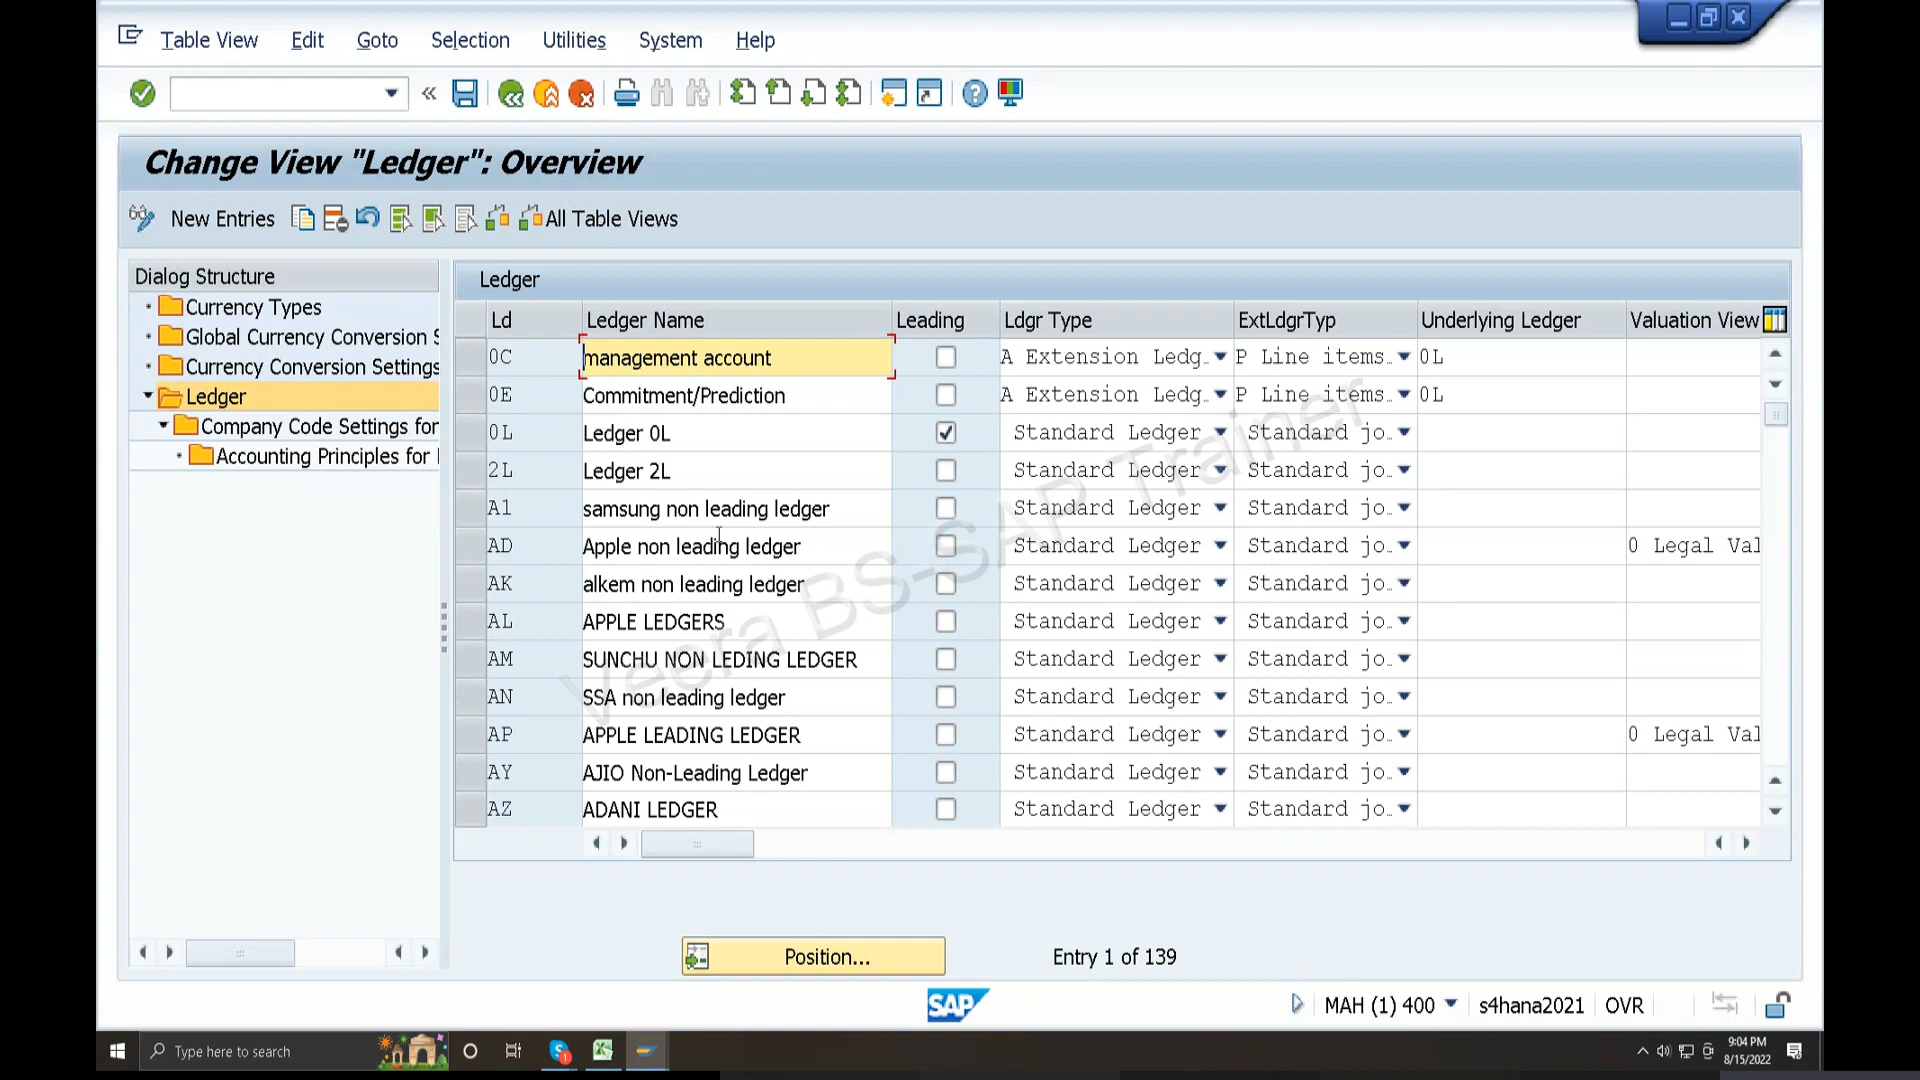 Table View Edit Goto Selection Utilities System Help
Change View "Ledger": Overview
New Entries All Table Views
Dialog Structure
Currency Types
Global Currency Conversion S
Currency Conversion Settings
Ledger
Company Code Settings for
Accounting Principles for
Ledger
Ld Ledger Name Leading Ldgr Type ExtLdgrTyp Underlying Ledger Valuation View
0C management account A Extension Ledg… P Line items… 0L
0E Commitment/Prediction A Extension Ledg… P Line items… 0L
0L Ledger 0L Standard Ledger Standard jo…
2L Ledger 2L Standard Ledger Standard jo…
A1 samsung non leading ledger Standard Ledger Standard jo…
AD Apple non leading ledger Standard Ledger Standard jo… 0 Legal Val
AK alkem non leading ledger Standard Ledger Standard jo…
AL APPLE LEDGERS Standard Ledger Standard jo…
AM SUNCHU NON LEDING LEDGER Standard Ledger Standard jo…
AN SSA non leading ledger Standard Ledger Standard jo…
AP APPLE LEADING LEDGER Standard Ledger Standard jo… 0 Legal Val
AY AJIO Non-Leading Ledger Standard Ledger Standard jo…
AZ ADANI LEDGER Standard Ledger Standard jo…
Veera BS-SAP Trainer
Position... Entry 1 of 139
SAP MAH (1) 400 s4hana2021 OVR
Type here to search
9:04 PM
8/15/2022